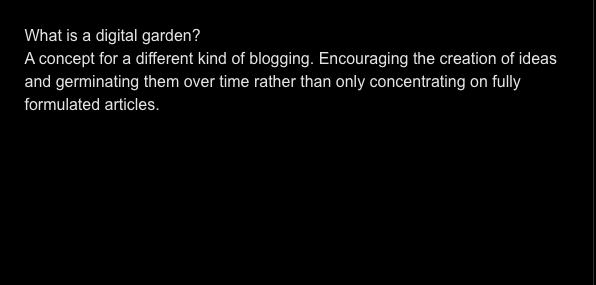 What is a digital garden?
A concept for a different kind of blogging. Encouraging the creation of ideas
and germinating them over time rather than only concentrating on fully
formulated articles.